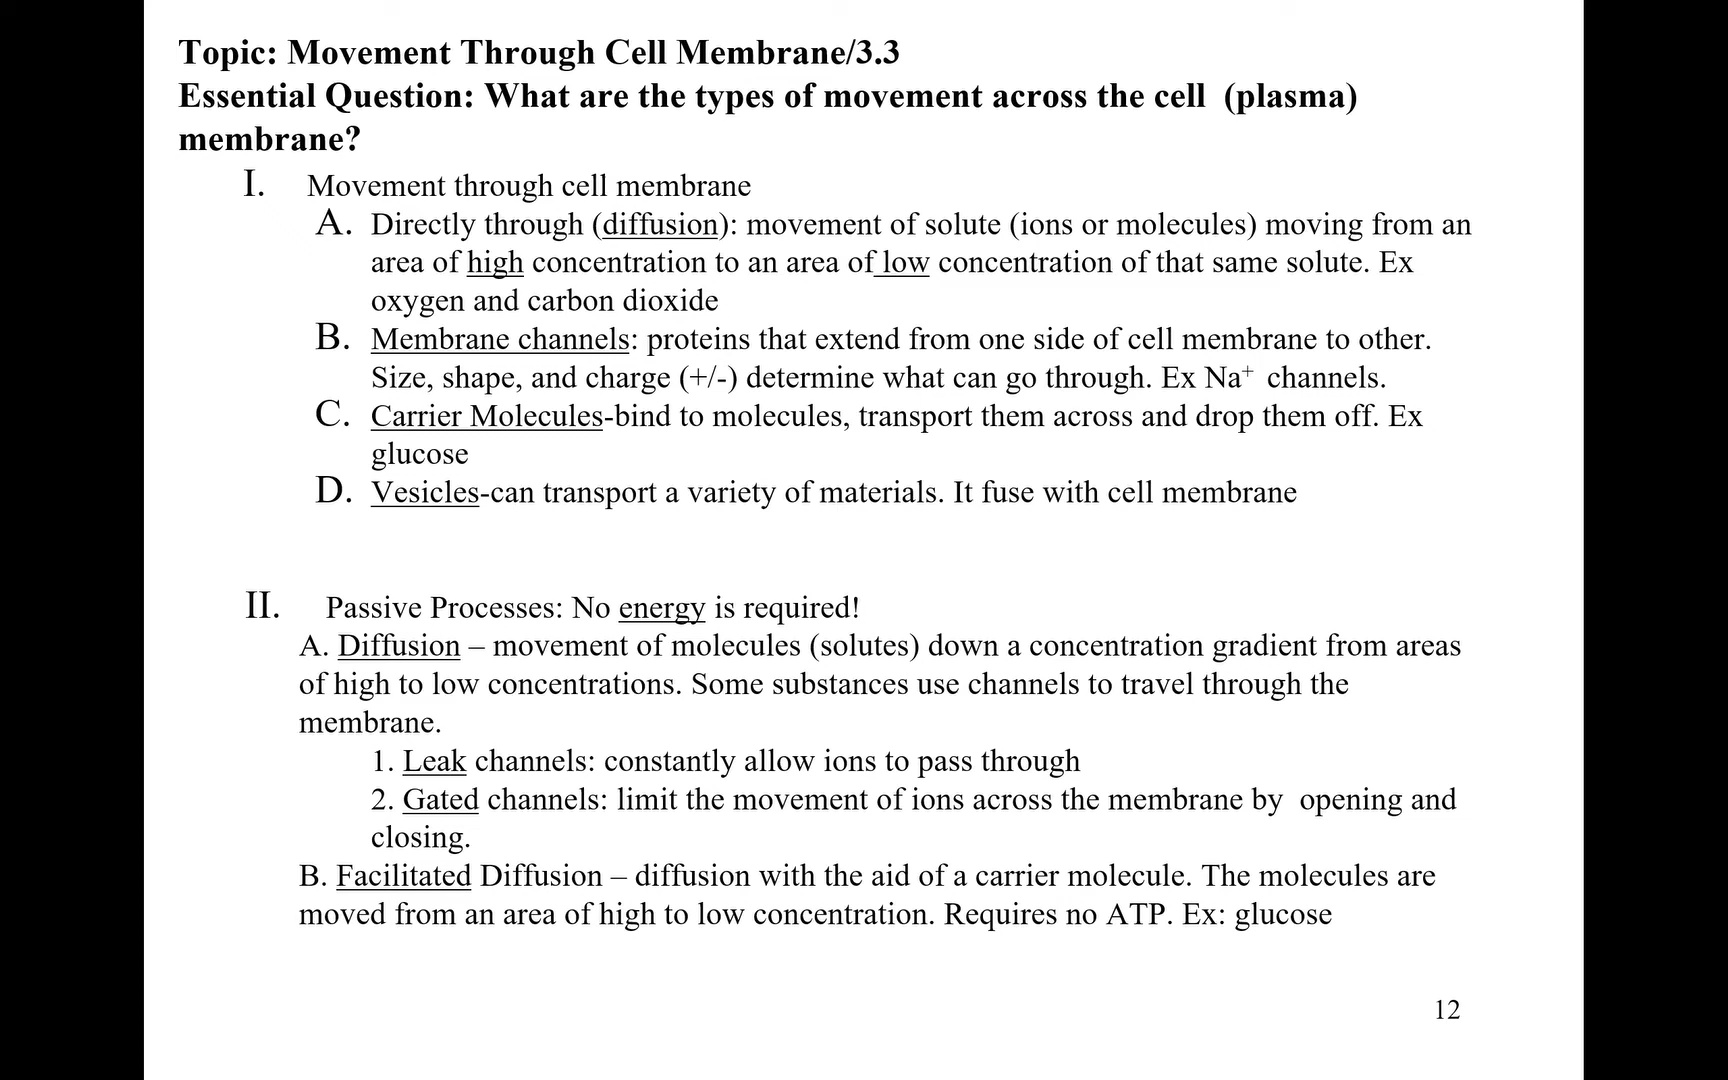 Topic: Movement Through Cell Membrane/3.3
Essential Question: What are the types of movement across the cell (plasma)
membrane?
I. Movement through cell membrane
A. Directly through (diffusion): movement of solute (ions or molecules) moving from an
area of high concentration to an area of low concentration of that same solute. Ex
oxygen and carbon dioxide
B. Membrane channels: proteins that extend from one side of cell membrane to other.
Size, shape, and charge (+/-) determine what can go through. Ex Na⁺ channels.
C. Carrier Molecules-bind to molecules, transport them across and drop them off. Ex
glucose
D. Vesicles-can transport a variety of materials. It fuse with cell membrane
II. Passive Processes: No energy is required!
A. Diffusion – movement of molecules (solutes) down a concentration gradient from areas
of high to low concentrations. Some substances use channels to travel through the
membrane.
1. Leak channels: constantly allow ions to pass through
2. Gated channels: limit the movement of ions across the membrane by opening and
closing.
B. Facilitated Diffusion – diffusion with the aid of a carrier molecule. The molecules are
moved from an area of high to low concentration. Requires no ATP. Ex: glucose
12